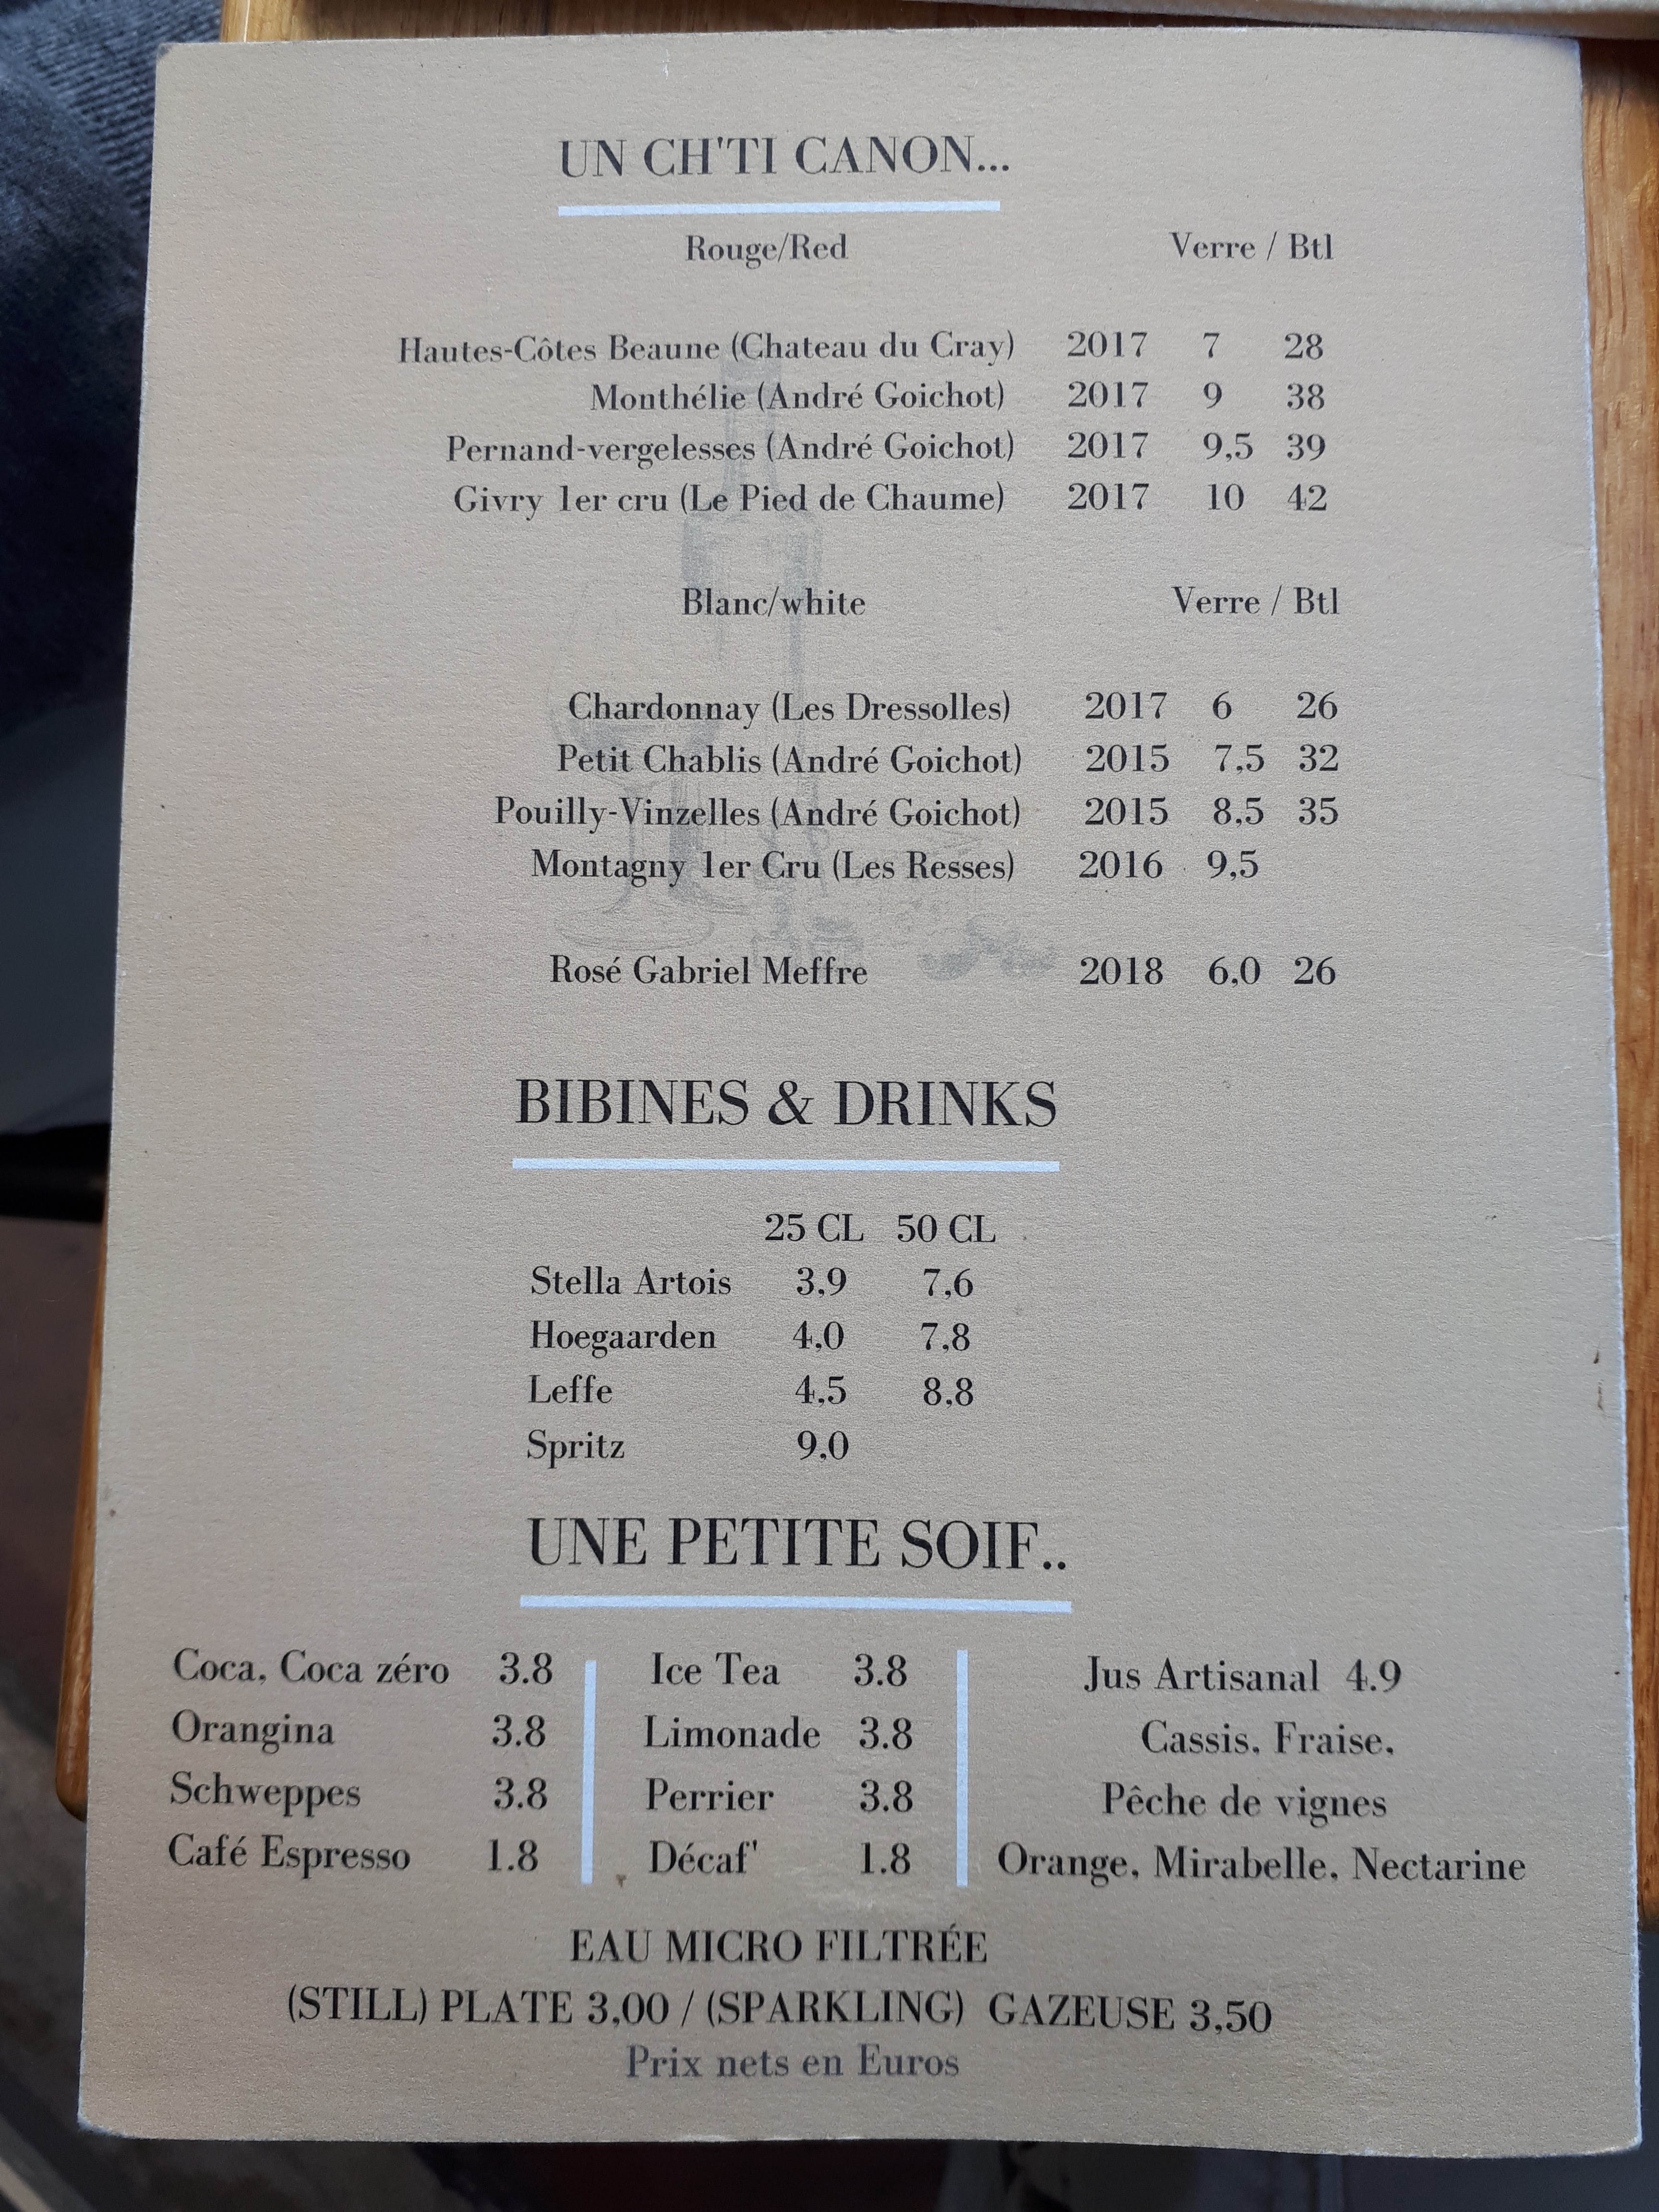 UN CH'TI CANON...
Rouge/Red Verre / Btl
Hautes-Côtes Beaune (Chateau du Cray) 2017 7 28
Monthélie (André Goichot) 2017 9 38
Pernand-vergelesses (André Goichot) 2017 9,5 39
Givry 1er cru (Le Pied de Chaume) 2017 10 42
Blanc/white Verre / Btl
Chardonnay (Les Dressolles) 2017 6 26
Petit Chablis (André Goichot) 2015 7,5 32
Pouilly-Vinzelles (André Goichot) 2015 8,5 35
Montagny 1er Cru (Les Resses) 2016 9,5
Rosé Gabriel Meffre 2018 6,0 26
BIBINES & DRINKS
25 CL 50 CL
Stella Artois 3,9 7,6
Hoegaarden 4,0 7,8
Leffe 4,5 8,8
Spritz 9,0
UNE PETITE SOIF..
Coca, Coca zéro 3.8
Orangina 3.8
Schweppes 3.8
Café Espresso 1.8
Ice Tea 3.8
Limonade 3.8
Perrier 3.8
Décaf' 1.8
Jus Artisanal 4.9
Cassis, Fraise,
Pêche de vignes
Orange, Mirabelle, Nectarine
EAU MICRO FILTRÉE
(STILL) PLATE 3,00 / (SPARKLING) GAZEUSE 3,50
Prix nets en Euros